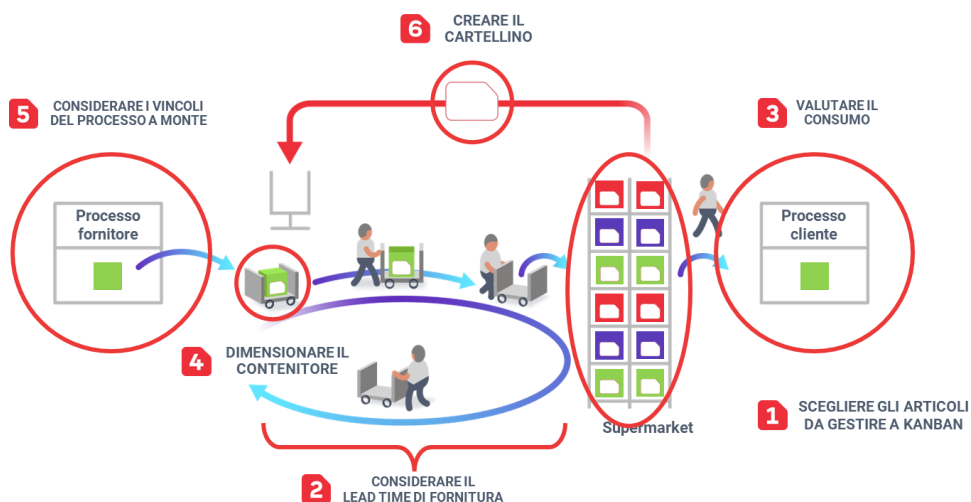 6
CREARE IL
CARTELLINO
5
CONSIDERARE I VINCOLI
DEL PROCESSO A MONTE
3
VALUTARE IL
CONSUMO
Processo
fornitore
Processo
cliente
4
DIMENSIONARE IL
CONTENITORE
1
SCEGLIERE GLI ARTICOLI
DA GESTIRE A KANBAN
Supermarket
2
CONSIDERARE IL
LEAD TIME DI FORNITURA